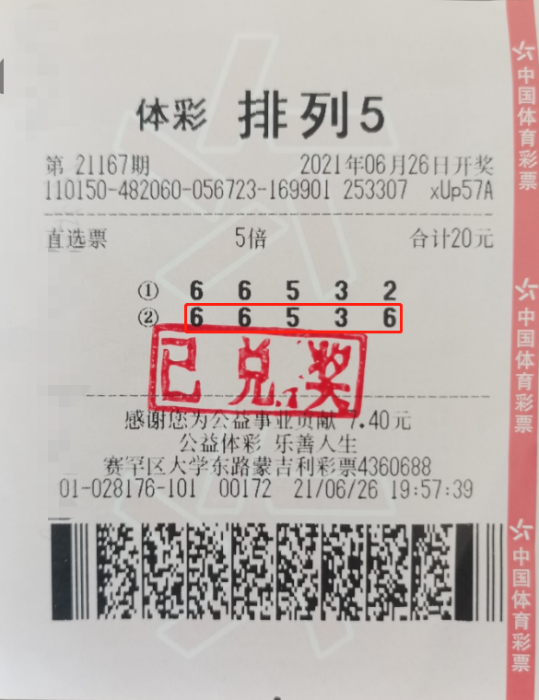 体彩 排列5
第 21167期 2021年06月26日开奖
110150-482060-056723-169901 253307 xUp57A
直选票 5倍 合计20元
① 6 6 5 3 2
② 6 6 5 3 6
已兑奖
感谢您为公益事业贡献 7.40元
公益体彩 乐善人生
赛罕区大学东路蒙吉利彩票4360688
01-028176-101 00172 21/06/26 19:57:39
中国体育彩票
中国体育彩票
中国体育彩票